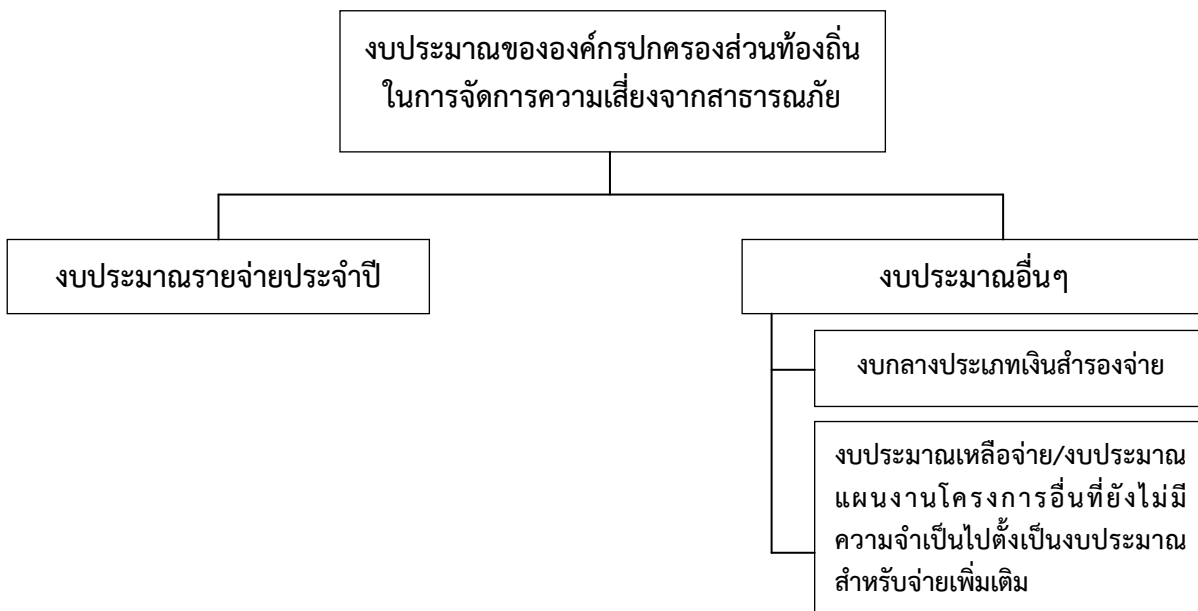 งบประมาณขององค์กรปกครองส่วนท้องถิ่น
ในการจัดการความเสี่ยงจากสาธารณภัย
งบประมาณรายจ่ายประจำปี
งบประมาณอื่นๆ
งบกลางประเภทเงินสำรองจ่าย
งบประมาณเหลือจ่าย/งบประมาณ
แผนงานโครงการอื่นที่ยังไม่มี
ความจำเป็นไปตั้งเป็นงบประมาณ
สำหรับจ่ายเพิ่มเติม